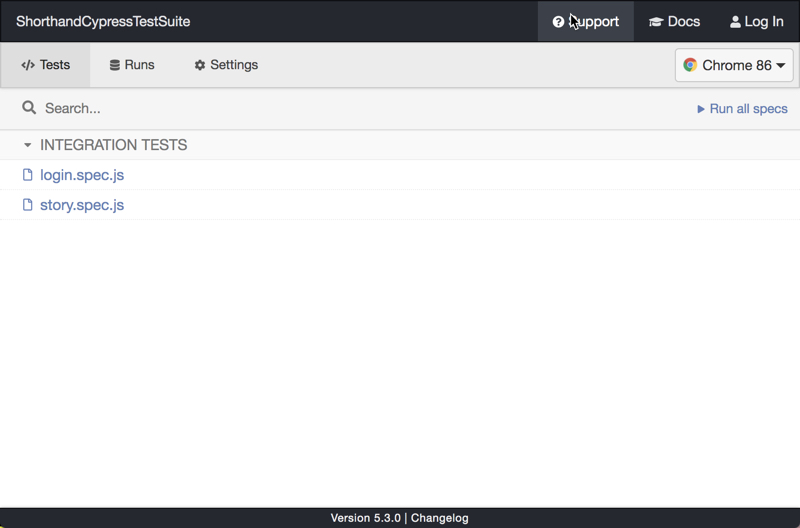 ShorthandCypressTestSuite
Support
Docs
Log In
</> Tests
Runs
Settings
Chrome 86
Search...
Run all specs
INTEGRATION TESTS
login.spec.js
story.spec.js
Version 5.3.0 | Changelog